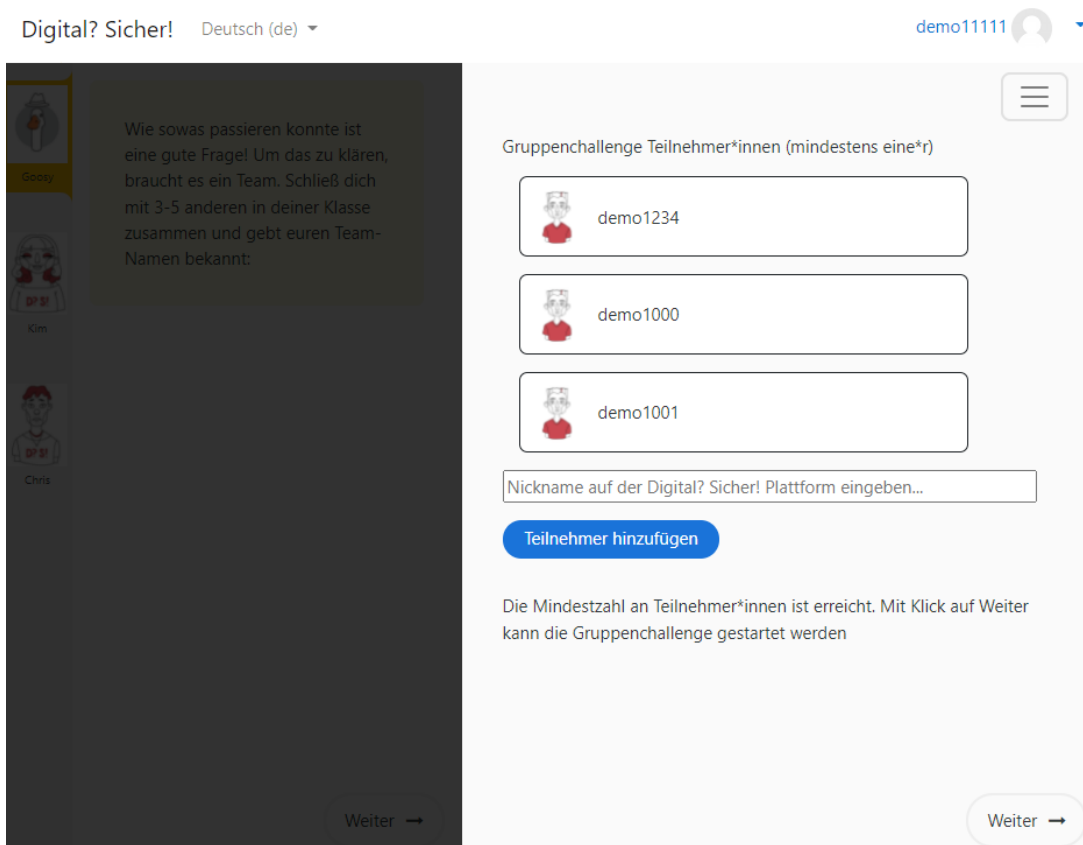 Digital? Sicher!
Deutsch (de)
demo11111
Goosy
Wie sowas passieren konnte ist
eine gute Frage! Um das zu klären,
braucht es ein Team. Schließ dich
mit 3-5 anderen in deiner Klasse
zusammen und gebt euren Team-
Namen bekannt:
OP S!
Kim
OP S!
Chris
Weiter
Gruppenchallenge Teilnehmer*innen (mindestens eine*r)
demo1234
demo1000
demo1001
Nickname auf der Digital? Sicher! Plattform eingeben...
Teilnehmer hinzufügen
Die Mindestzahl an Teilnehmer*innen ist erreicht. Mit Klick auf Weiter
kann die Gruppenchallenge gestartet werden
Weiter